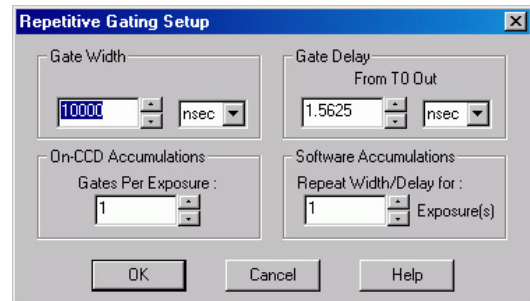 Repetitive Gating Setup
Gate Width
10000
nsec
Gate Delay
From T0 Out
1.5625
nsec
On-CCD Accumulations
Gates Per Exposure :
1
Software Accumulations
Repeat Width/Delay for :
1
Exposure(s)
OK
Cancel
Help